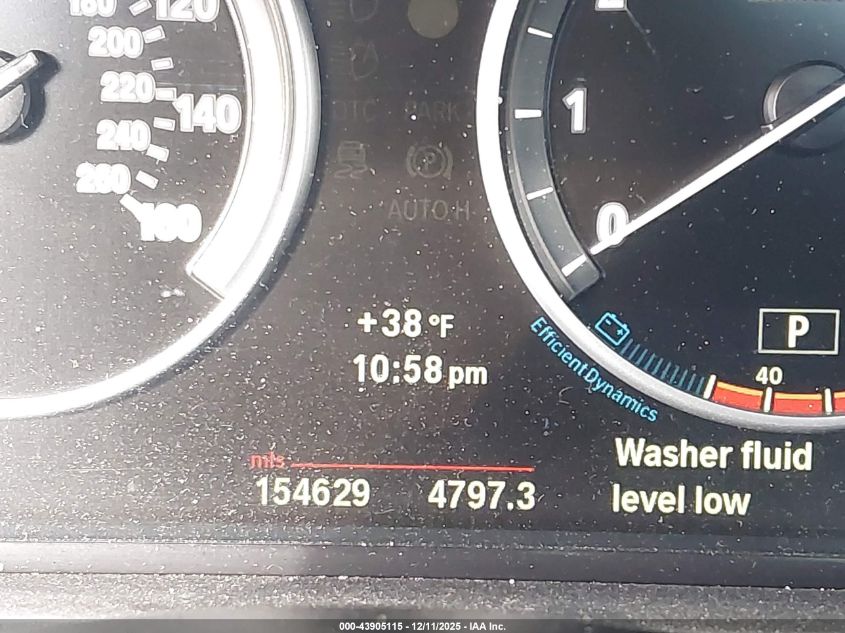 180
120
200
220
140
240
260
160
DTC PARK
AUTO H
2
1
0
+38 °F
10:58 pm
P
EfficientDynamics
40
mls
154629 4797.3
Washer fluid
level low
000-43905115 - 12/11/2025 - IAA Inc.